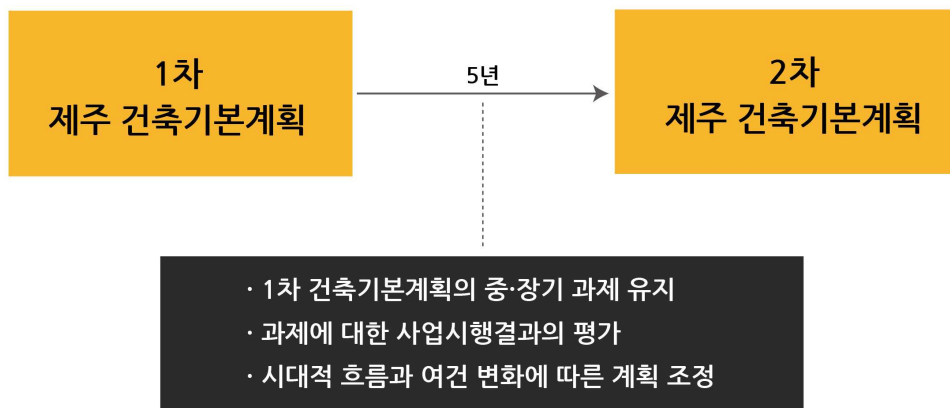 1차
제주 건축기본계획
5년
2차
제주 건축기본계획
· 1차 건축기본계획의 중·장기 과제 유지
· 과제에 대한 사업시행결과의 평가
· 시대적 흐름과 여건 변화에 따른 계획 조정